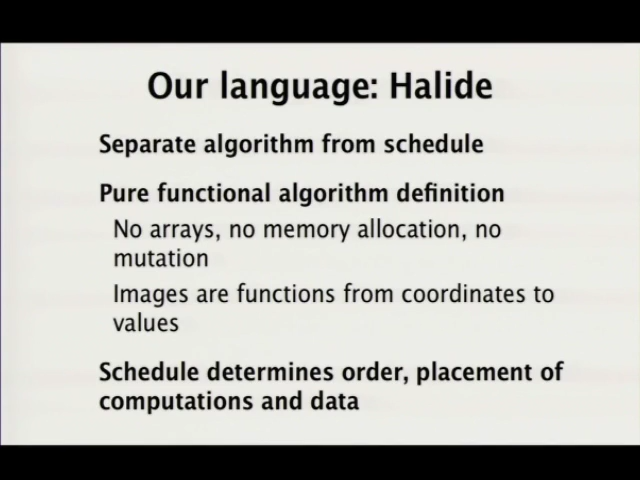 Our language: Halide
Separate algorithm from schedule
Pure functional algorithm definition
No arrays, no memory allocation, no
mutation
Images are functions from coordinates to
values
Schedule determines order, placement of
computations and data